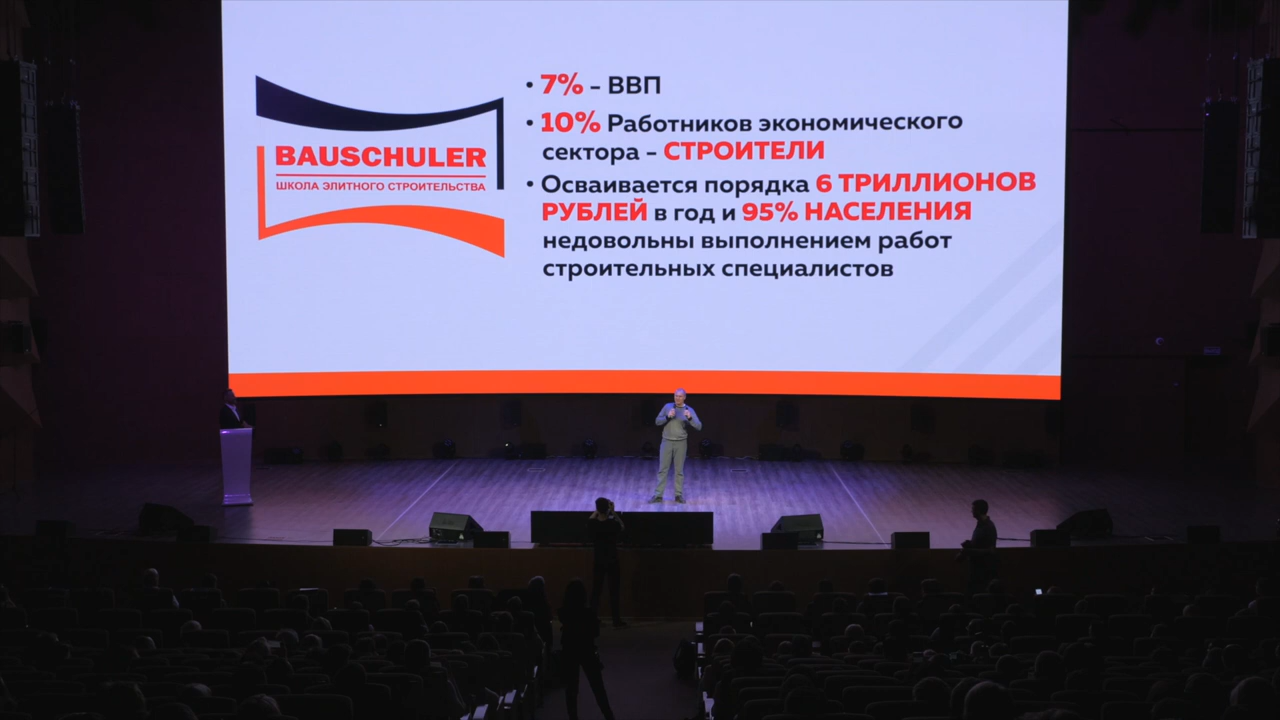 BAUSCHULER
ШКОЛА ЭЛИТНОГО СТРОИТЕЛЬСТВА
• 7% – ВВП
• 10% Работников экономического
сектора – СТРОИТЕЛИ
• Осваивается порядка 6 ТРИЛЛИОНОВ
РУБЛЕЙ в год и 95% НАСЕЛЕНИЯ
недовольны выполнением работ
строительных специалистов